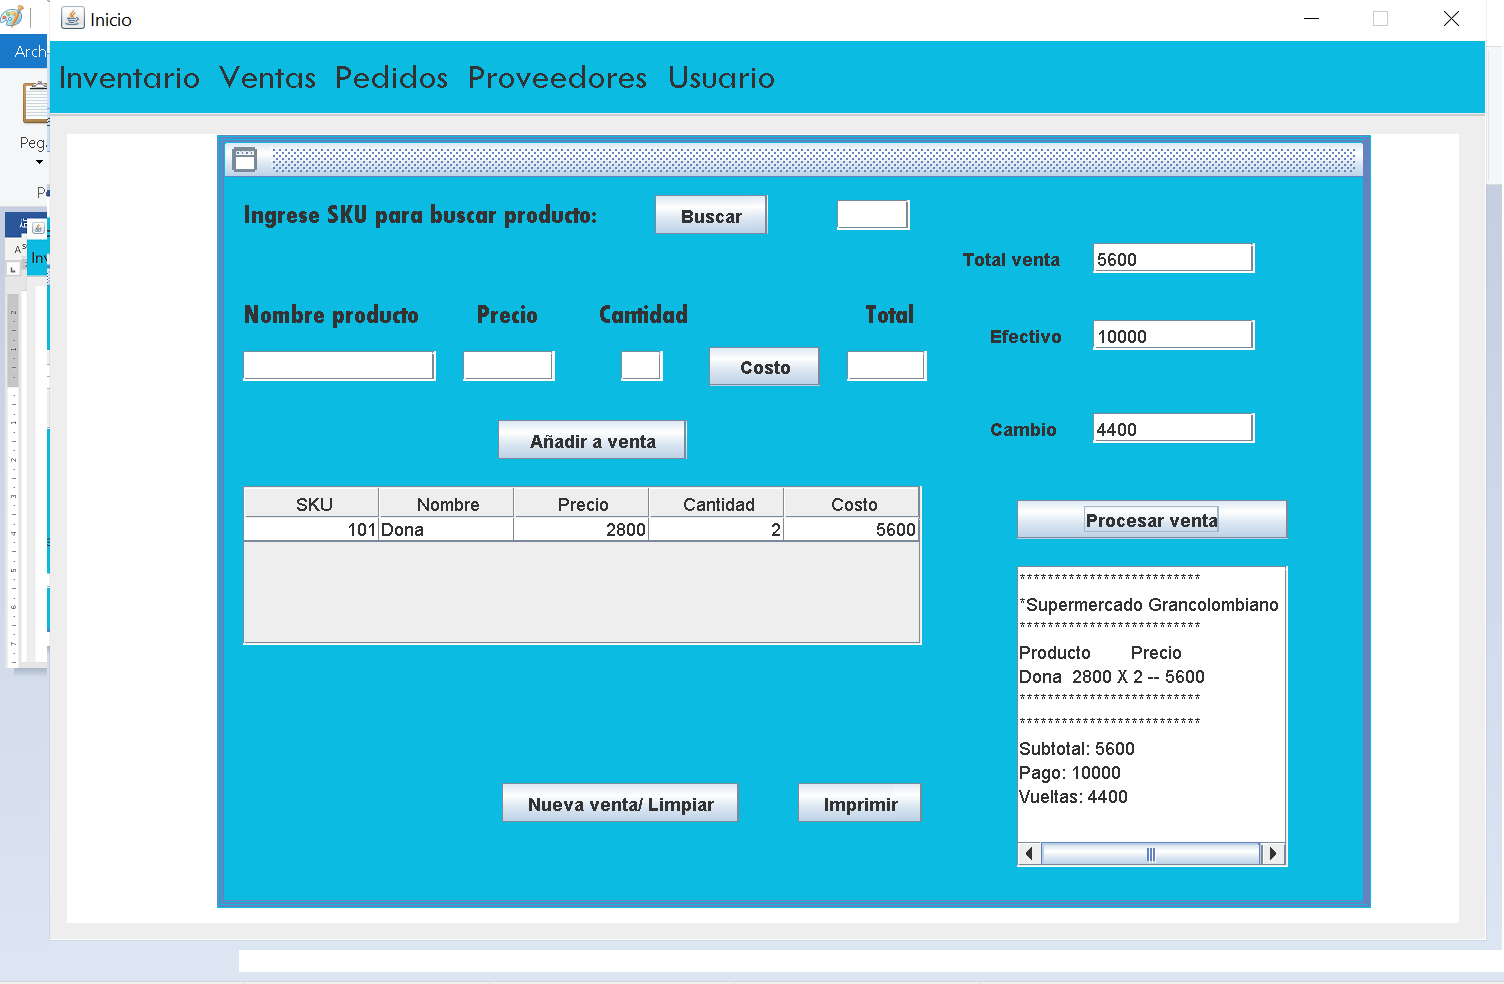 Inicio
Arch
Inventario Ventas Pedidos Proveedores Usuario
Peg
P
Inv
Ingrese SKU para buscar producto:
Buscar
Total venta 5600
Nombre producto Precio Cantidad Total
Efectivo 10000
Costo
Cambio 4400
Añadir a venta
SKU Nombre Precio Cantidad Costo
101 Dona 2800 2 5600
Procesar venta
**************************
*Supermercado Grancolombiano
**************************
Producto Precio
Dona 2800 X 2 -- 5600
**************************
**************************
Subtotal: 5600
Pago: 10000
Vueltas: 4400
Nueva venta/ Limpiar
Imprimir